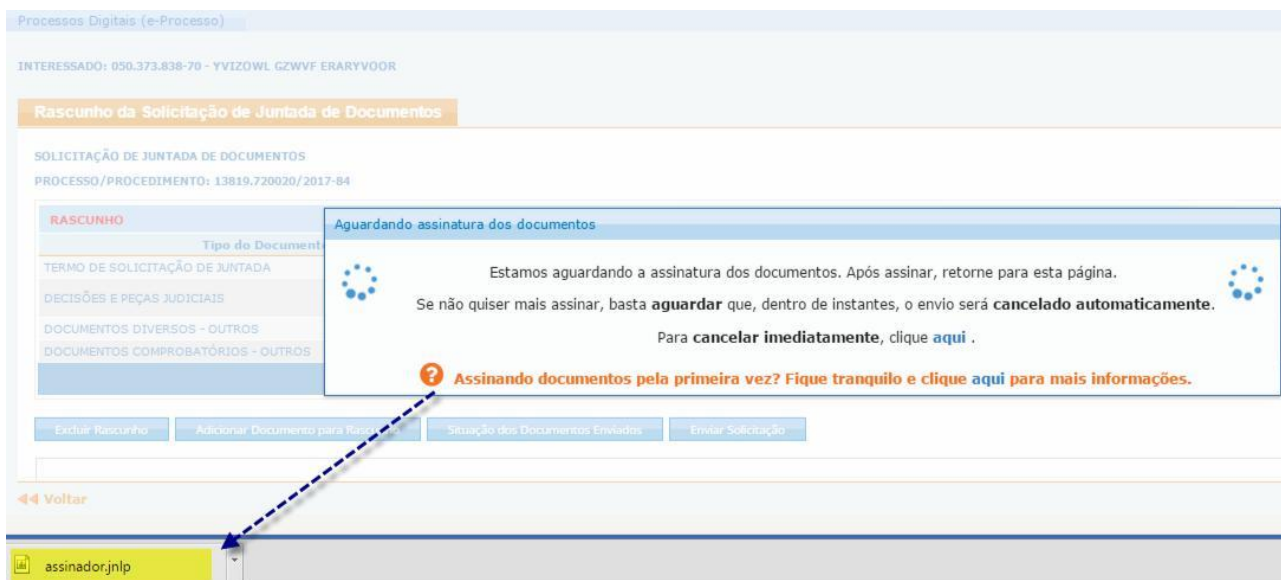 Processos Digitais (e-Processo)
INTERESSADO: 050.373.838-70 - YVIZOWL GZWVF ERARYVOOR
Rascunho da Solicitação de Juntada de Documentos
SOLICITAÇÃO DE JUNTADA DE DOCUMENTOS
PROCESSO/PROCEDIMENTO: 13819.720020/2017-84
RASCUNHO
Tipo do Document
TERMO DE SOLICITAÇÃO DE JUNTADA
DECISÕES E PEÇAS JUDICIAIS
DOCUMENTOS DIVERSOS - OUTROS
DOCUMENTOS COMPROBATÓRIOS - OUTROS
Aguardando assinatura dos documentos
Estamos aguardando a assinatura dos documentos. Após assinar, retorne para esta página.
Se não quiser mais assinar, basta aguardar que, dentro de instantes, o envio será cancelado automaticamente.
Para cancelar imediatamente, clique aqui .
? Assinando documentos pela primeira vez? Fique tranquilo e clique aqui para mais informações.
Excluir Rascunho Adicionar Documento para Rascunho Situação dos Documentos Enviados Enviar Solicitação
Voltar
assinador.jnlp